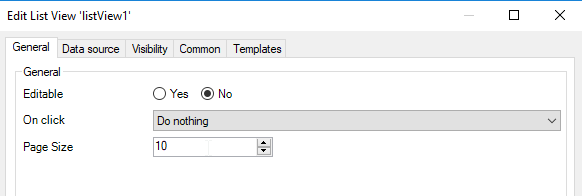 Edit List View 'listView1'
General Data source Visibility Common Templates
General
Editable Yes No
On click Do nothing
Page Size 10